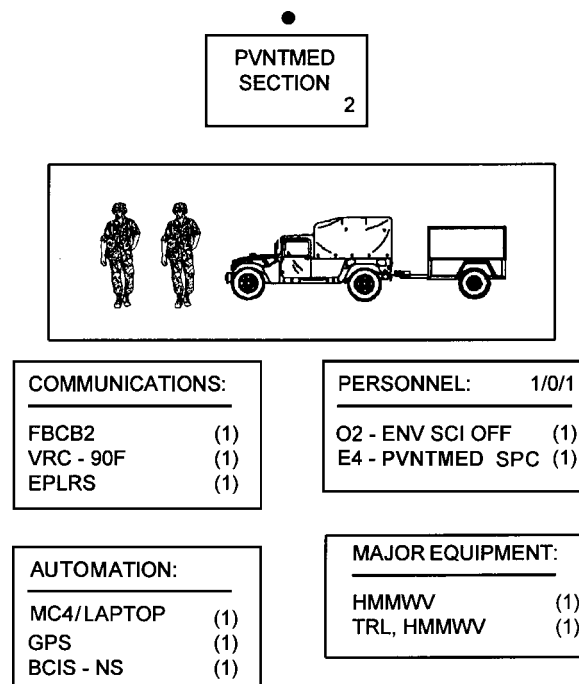 PVNTMED
SECTION
2
COMMUNICATIONS:
FBCB2 (1)
VRC - 90F (1)
EPLRS (1)
PERSONNEL: 1/0/1
O2 - ENV SCI OFF (1)
E4 - PVNTMED SPC (1)
AUTOMATION:
MC4/LAPTOP (1)
GPS (1)
BCIS - NS (1)
MAJOR EQUIPMENT:
HMMWV (1)
TRL, HMMWV (1)